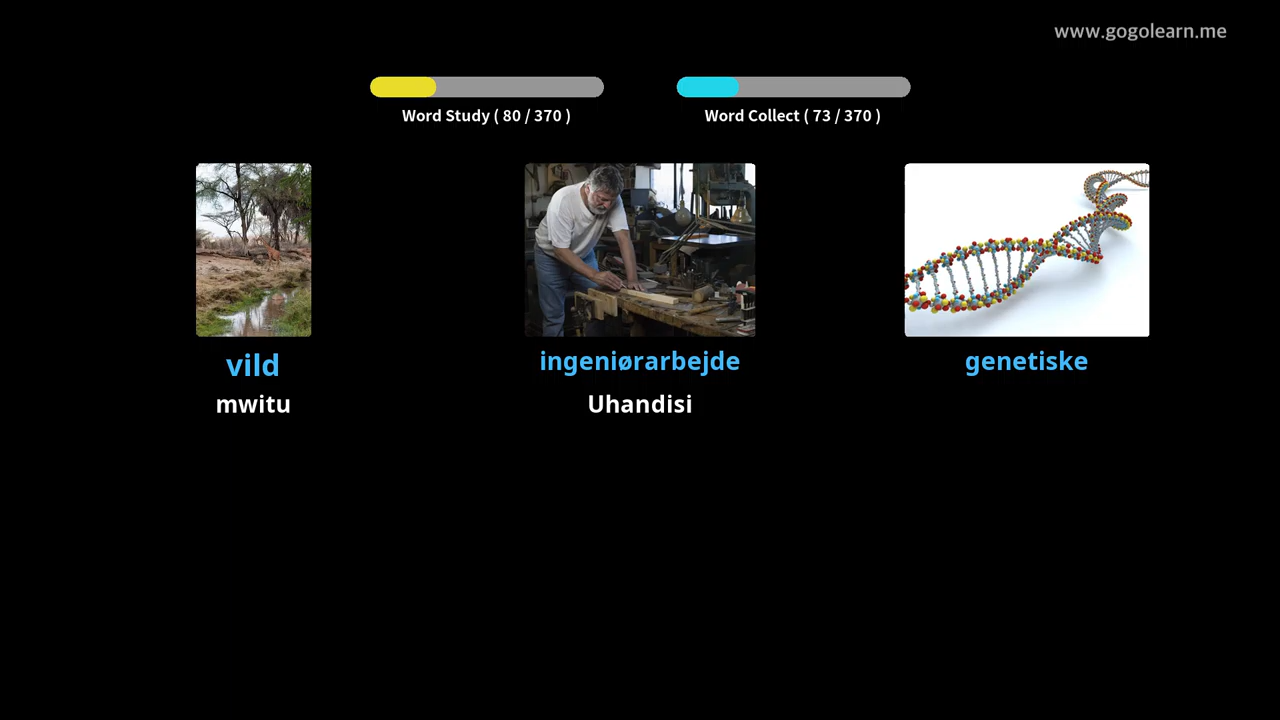 www.gogolearn.me
Word Study ( 80 / 370 )
Word Collect ( 73 / 370 )
vild
ingeniørarbejde
genetiske
mwitu
Uhandisi